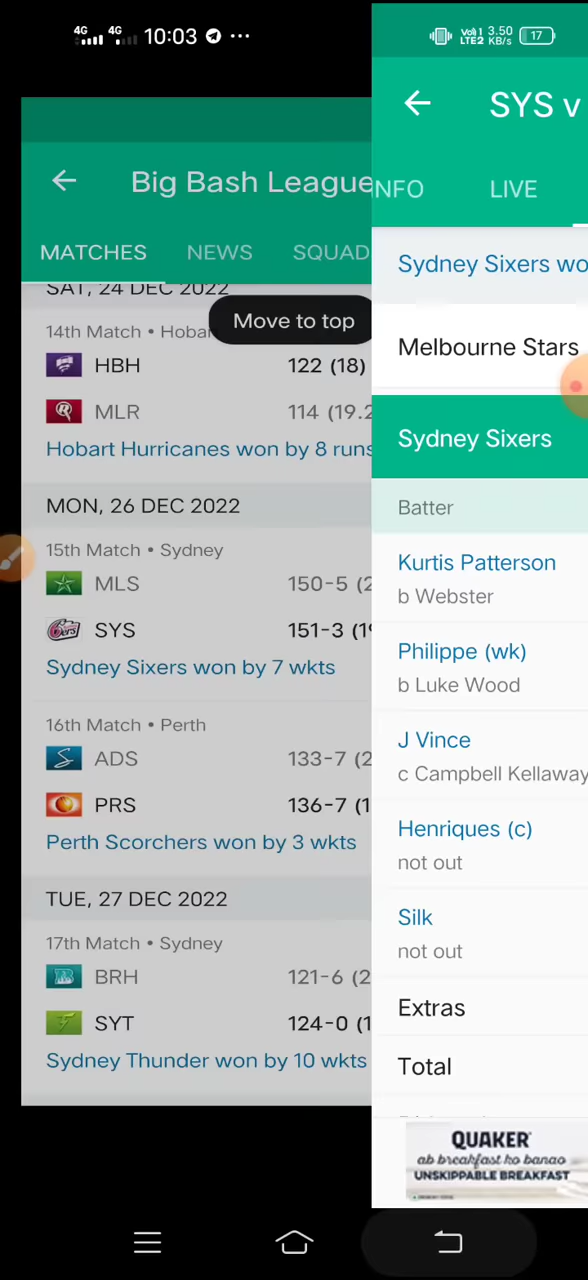 4G 4G 10:03
Vol) 1 3.50
LTE2 KB/s 17
Big Bash League
MATCHES NEWS SQUAD
SAT, 24 DEC 2022
Move to top
14th Match • Hobar
HBH 122 (18)
MLR 114 (19.2
Hobart Hurricanes won by 8 runs
MON, 26 DEC 2022
15th Match • Sydney
MLS 150-5 (2
SYS 151-3 (1
Sydney Sixers won by 7 wkts
16th Match • Perth
ADS 133-7 (2
PRS 136-7 (1
Perth Scorchers won by 3 wkts
TUE, 27 DEC 2022
17th Match • Sydney
BRH 121-6 (2
SYT 124-0 (1
Sydney Thunder won by 10 wkts
SYS v
NFO LIVE
Sydney Sixers wo
Melbourne Stars
Sydney Sixers
Batter
Kurtis Patterson
b Webster
Philippe (wk)
b Luke Wood
J Vince
c Campbell Kellaway
Henriques (c)
not out
Silk
not out
Extras
Total
QUAKER
ab breakfast ko banao
UNSKIPPABLE BREAKFAST